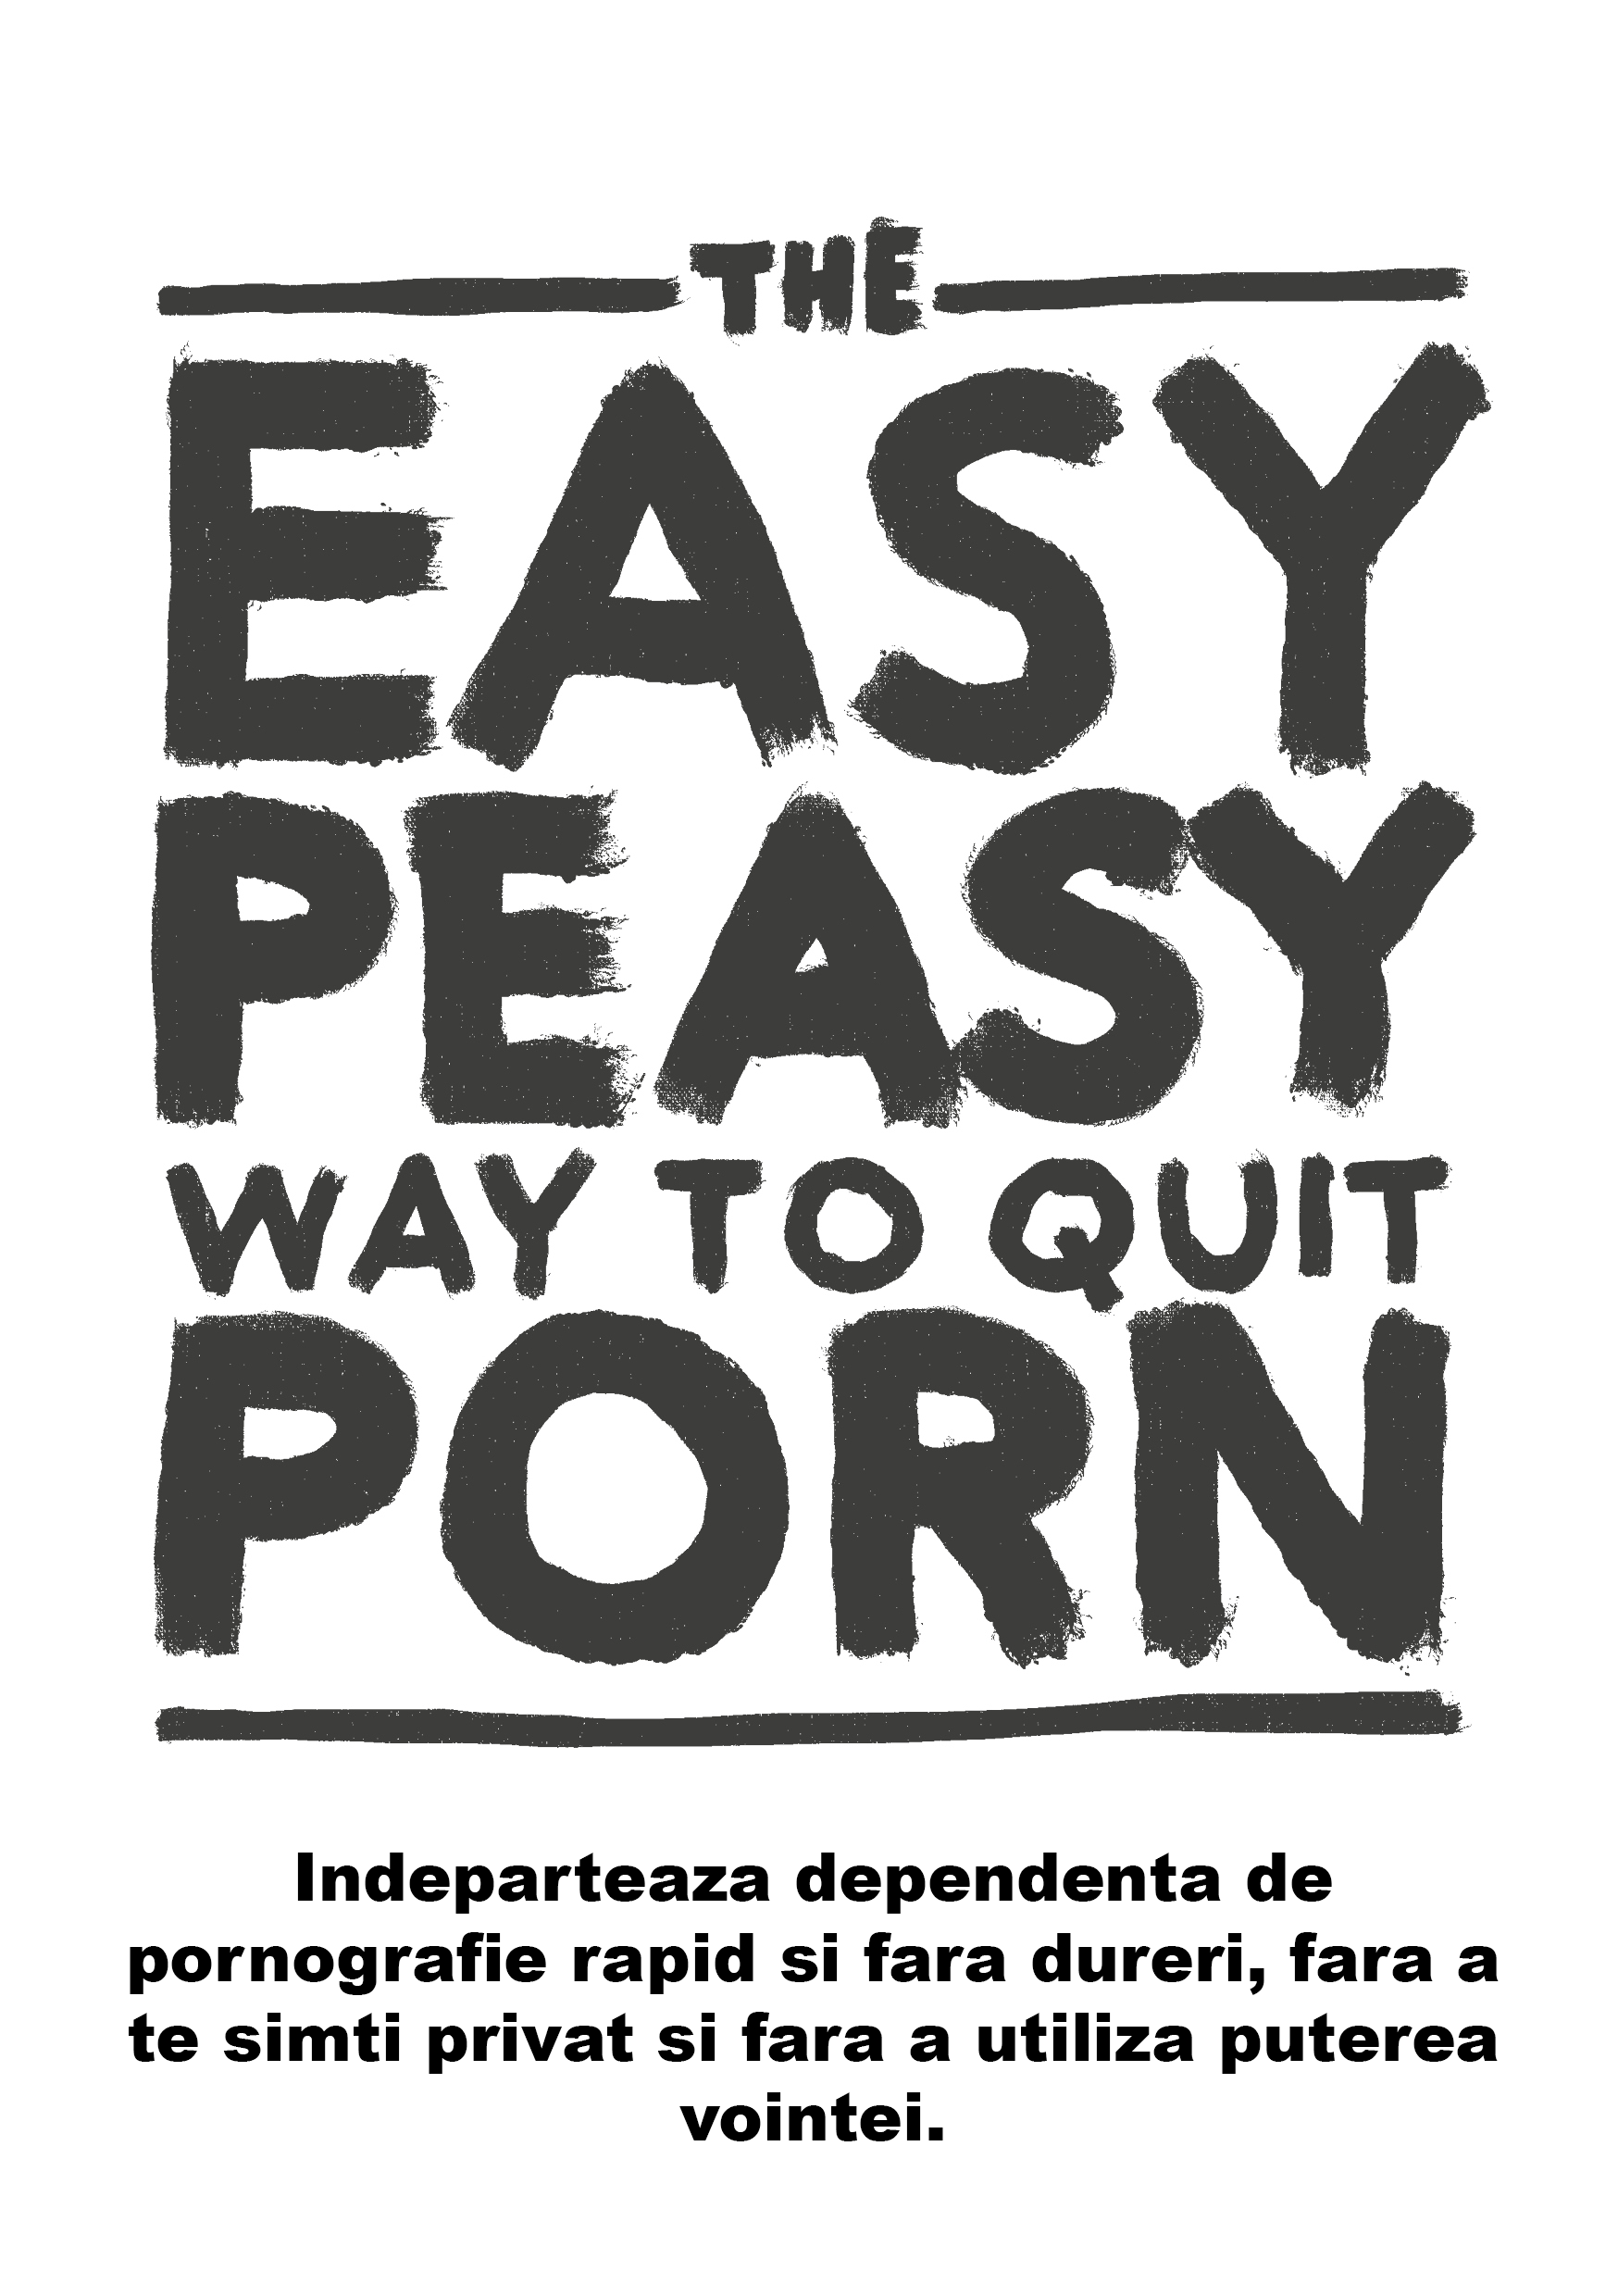 THE
EASY
PEASY
WAY TO QUIT
PORN
Indeparteaza dependenta de
pornografie rapid si fara dureri, fara a
te simti privat si fara a utiliza puterea
vointei.